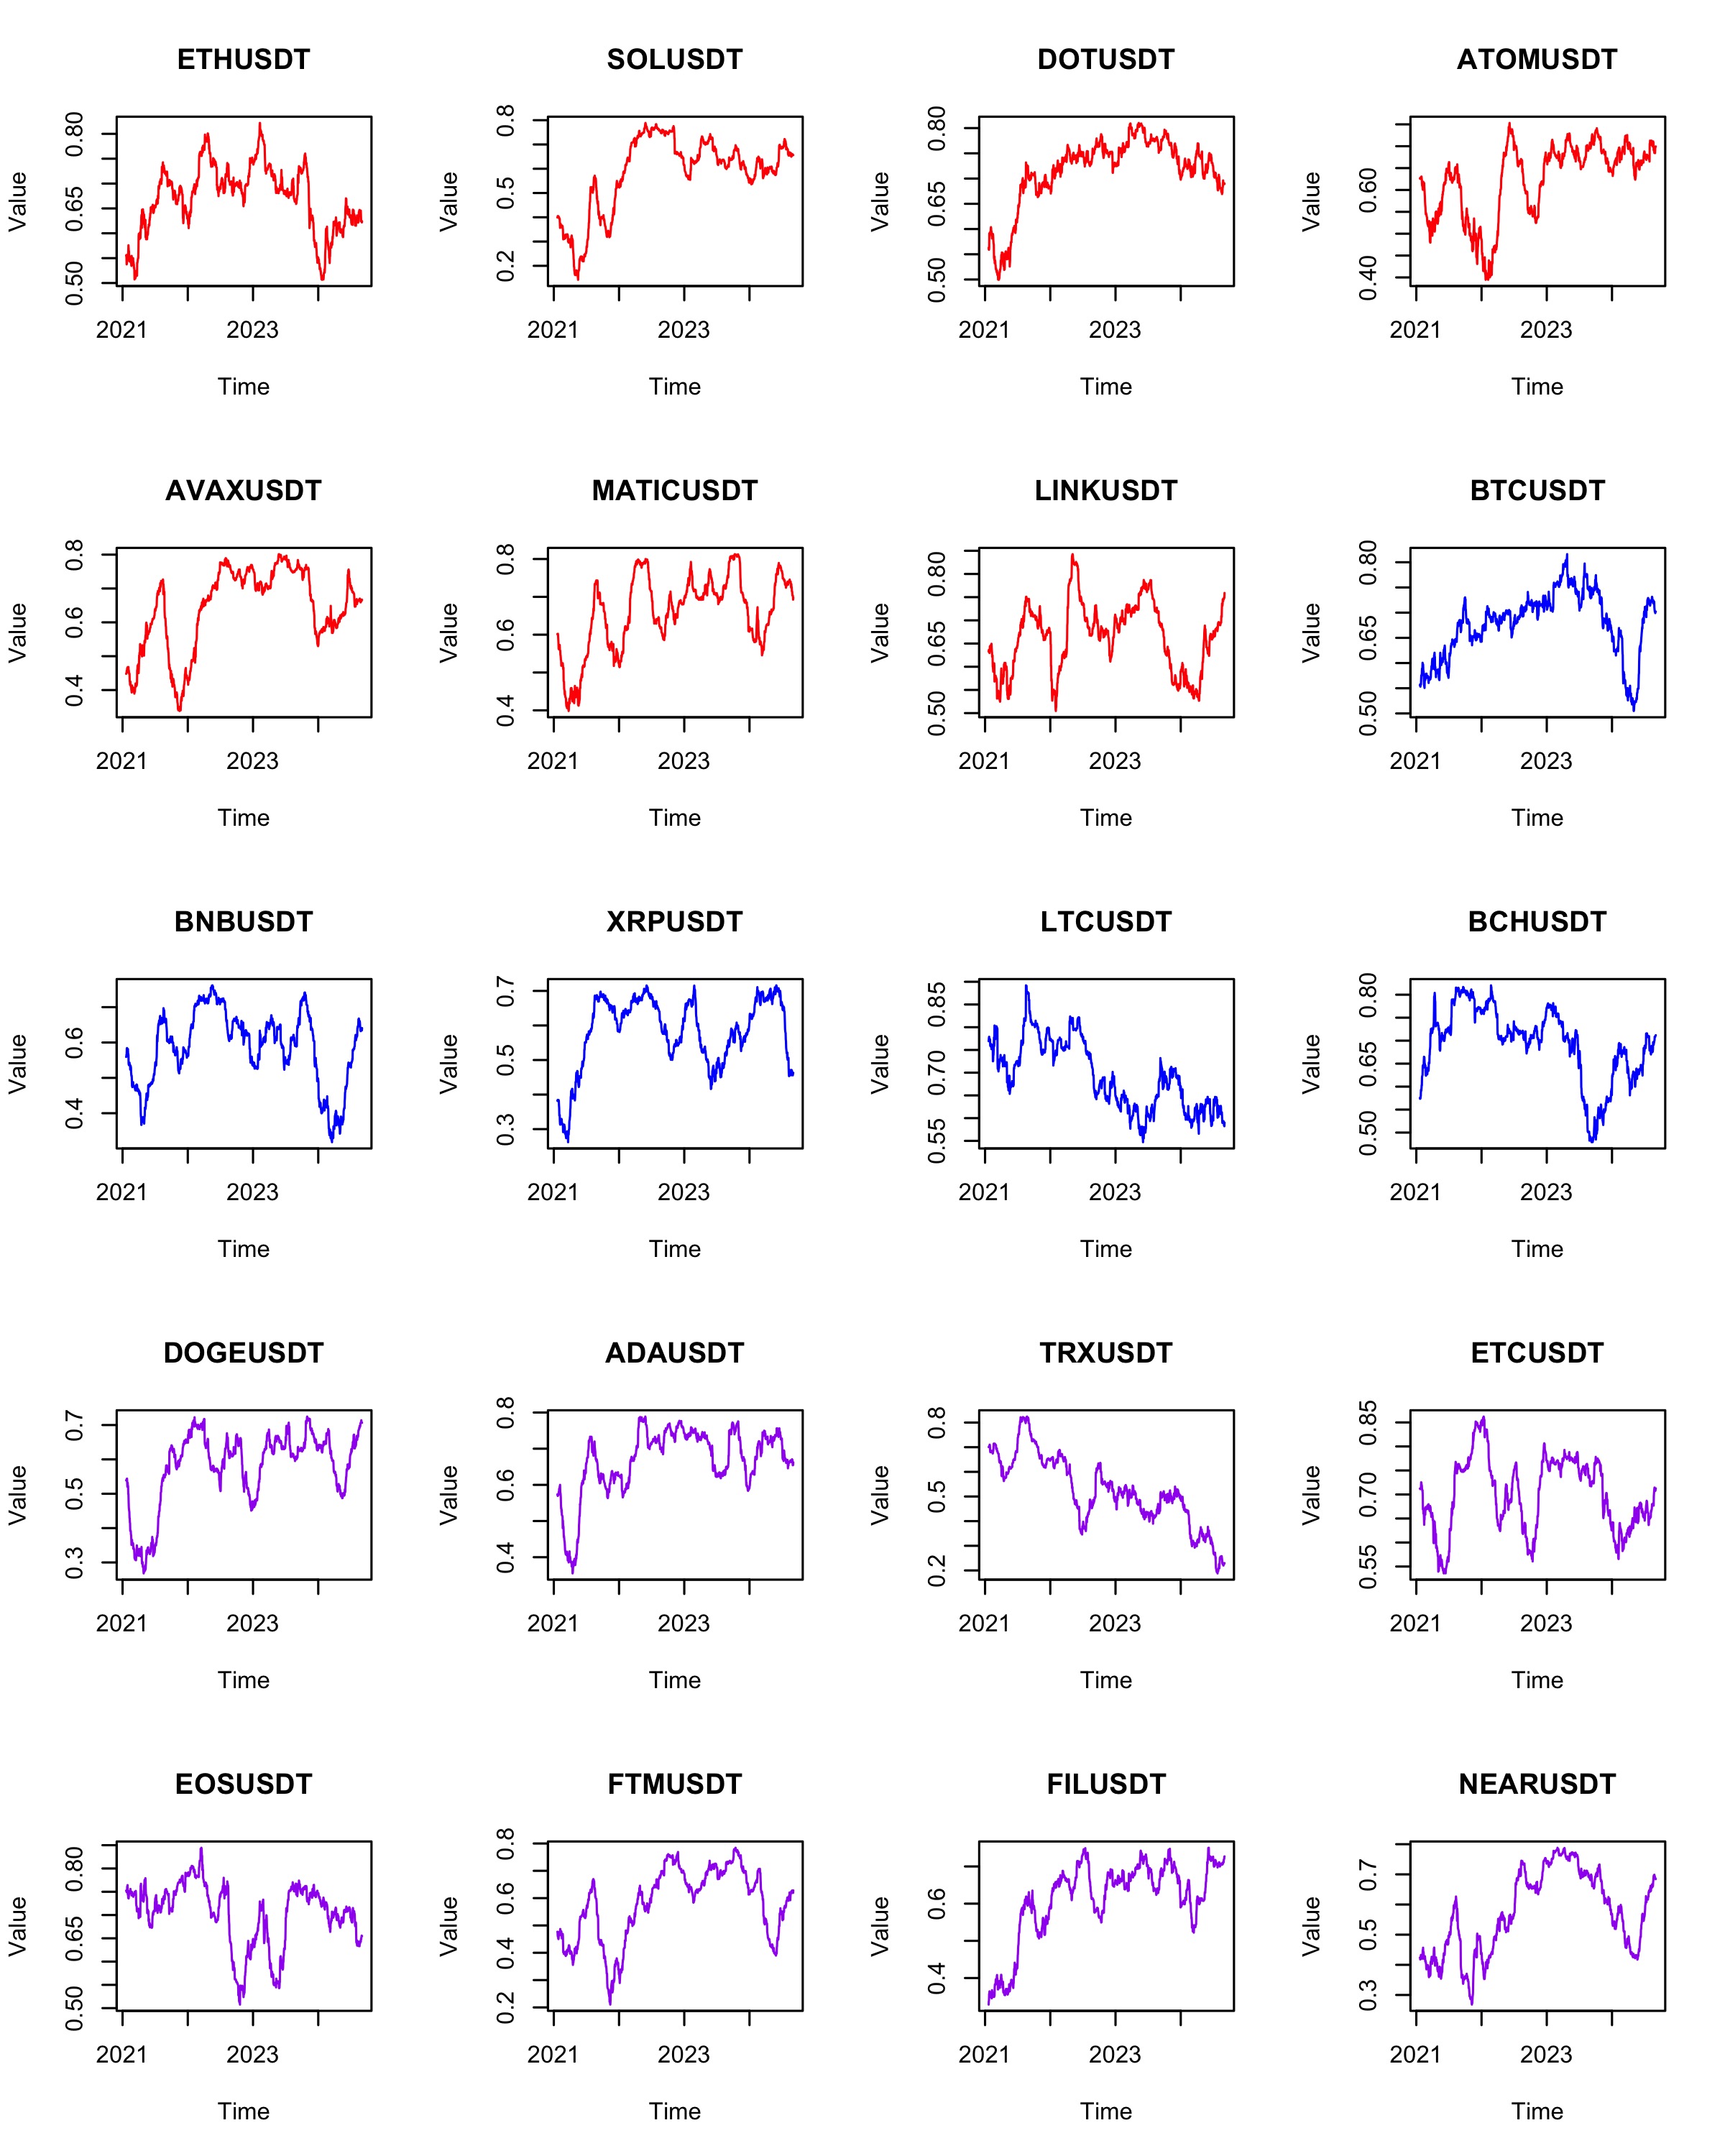 ETHUSDT SOLUSDT DOTUSDT ATOMUSDT
Value 0.50 0.65 0.80 Value 0.2 0.5 0.8 Value 0.50 0.65 0.80 Value 0.40 0.60
2021 2023 2021 2023 2021 2023 2021 2023
Time Time Time Time
AVAXUSDT MATICUSDT LINKUSDT BTCUSDT
Value 0.4 0.6 0.8 Value 0.4 0.6 0.8 Value 0.50 0.65 0.80 Value 0.50 0.65 0.80
2021 2023 2021 2023 2021 2023 2021 2023
Time Time Time Time
BNBUSDT XRPUSDT LTCUSDT BCHUSDT
Value 0.4 0.6 Value 0.3 0.5 0.7 Value 0.55 0.70 0.85 Value 0.50 0.65 0.80
2021 2023 2021 2023 2021 2023 2021 2023
Time Time Time Time
DOGEUSDT ADAUSDT TRXUSDT ETCUSDT
Value 0.3 0.5 0.7 Value 0.4 0.6 0.8 Value 0.2 0.5 0.8 Value 0.55 0.70 0.85
2021 2023 2021 2023 2021 2023 2021 2023
Time Time Time Time
EOSUSDT FTMUSDT FILUSDT NEARUSDT
Value 0.50 0.65 0.80 Value 0.2 0.4 0.6 0.8 Value 0.4 0.6 Value 0.3 0.5 0.7
2021 2023 2021 2023 2021 2023 2021 2023
Time Time Time Time